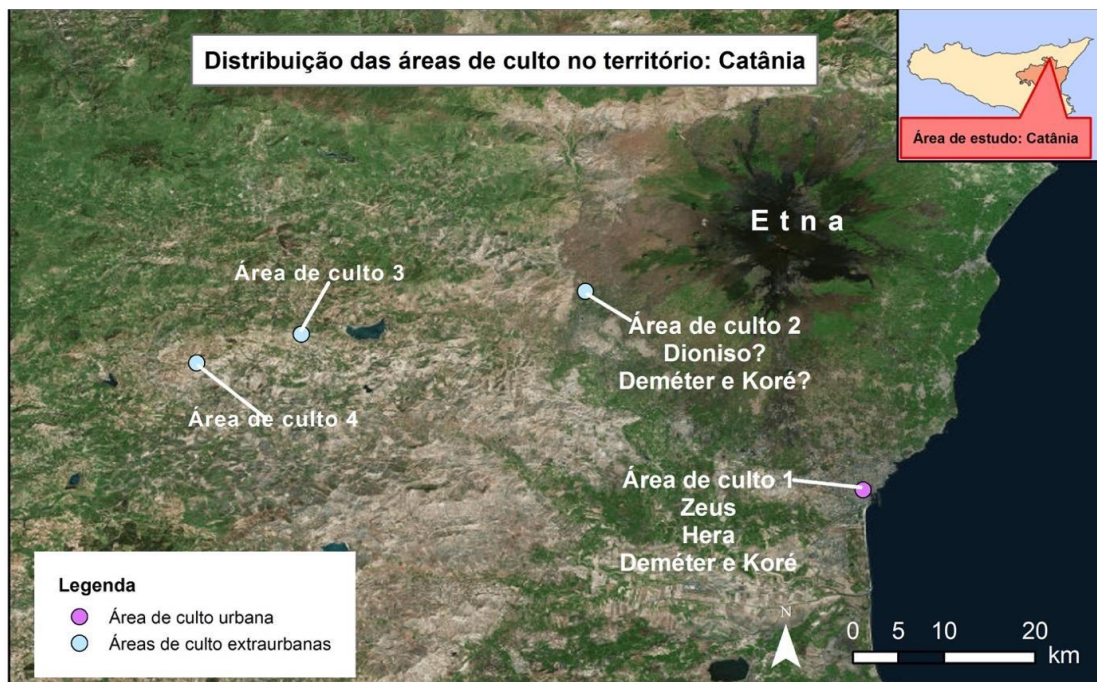 Distribuição das áreas de culto no território: Catânia
Área de estudo: Catânia
Etna
Área de culto 3
Área de culto 2
Dioniso?
Deméter e Koré?
Área de culto 4
Área de culto 1
Zeus
Hera
Deméter e Koré
Legenda
Área de culto urbana
Áreas de culto extraurbanas
N
0 5 10 20
km